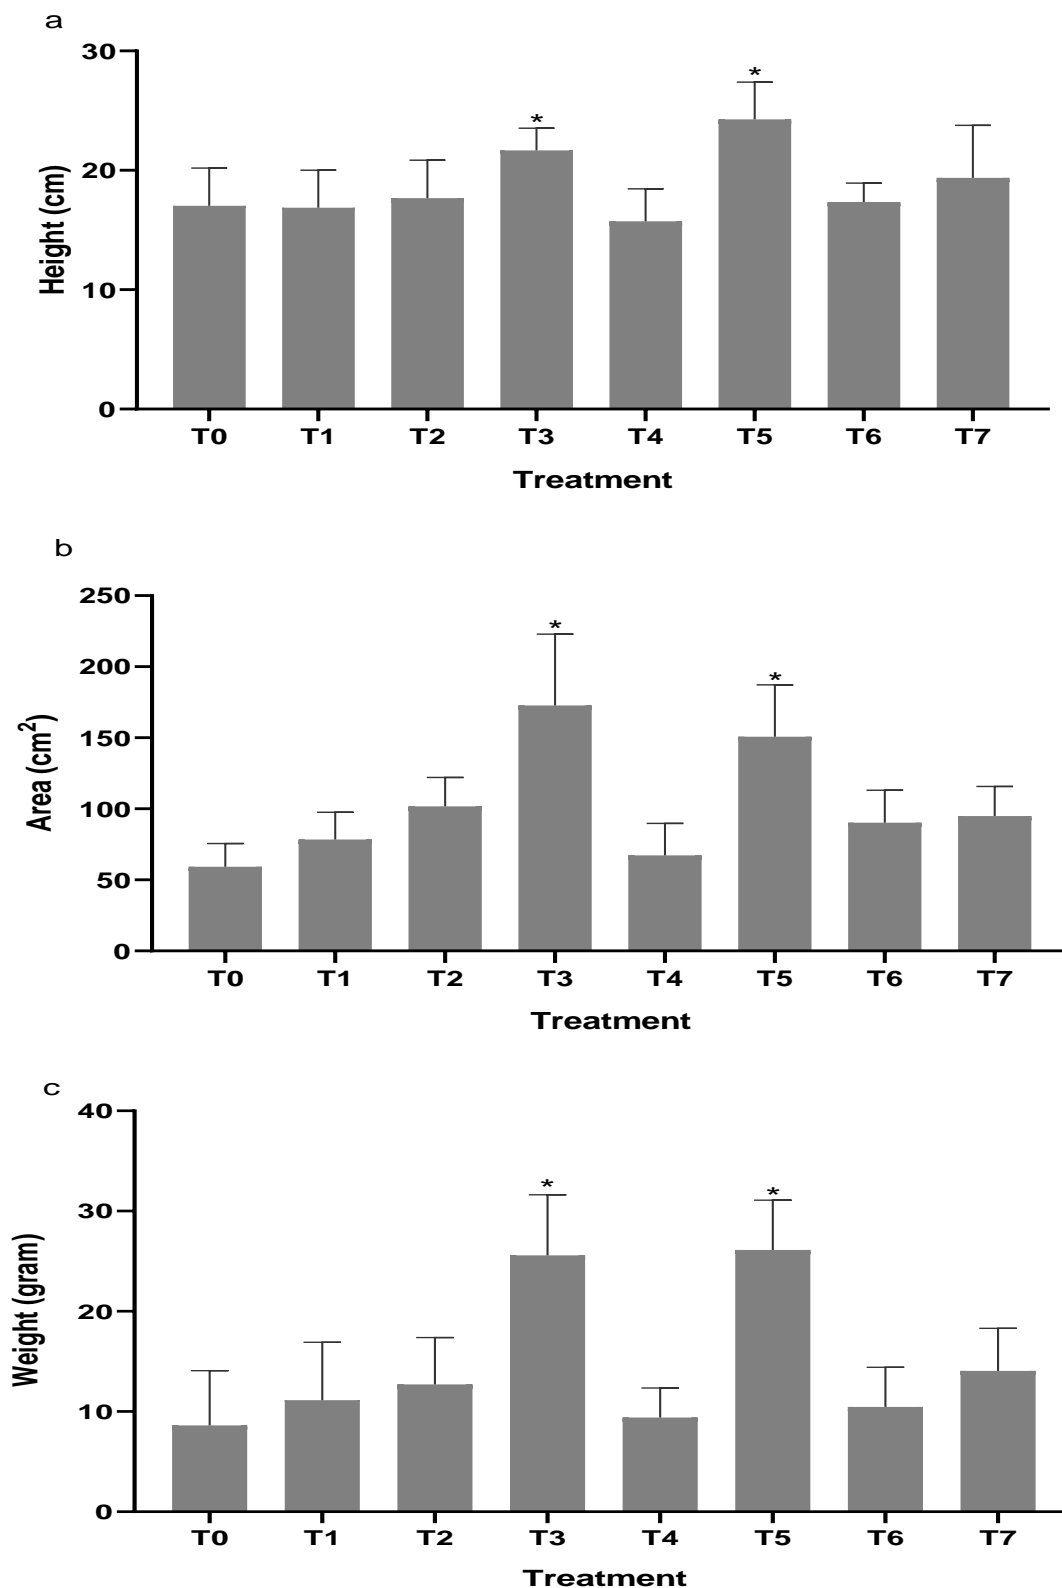 a
30
20
10
0
Height (cm)
*
*
T0 T1 T2 T3 T4 T5 T6 T7
Treatment
b
250
200
150
100
50
0
Area (cm²)
*
*
T0 T1 T2 T3 T4 T5 T6 T7
Treatment
c
40
30
20
10
0
Weight (gram)
*
*
T0 T1 T2 T3 T4 T5 T6 T7
Treatment